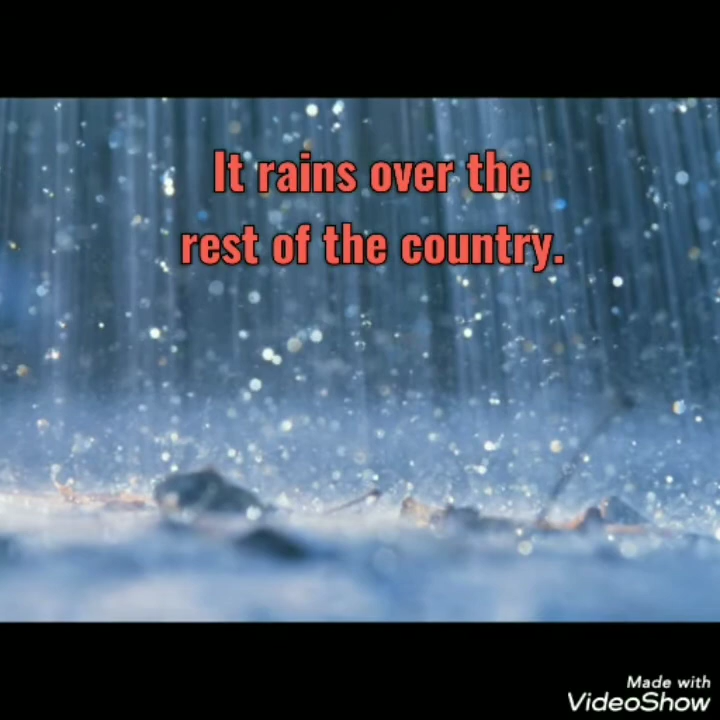 It rains over the
rest of the country.
Made with
VideoShow